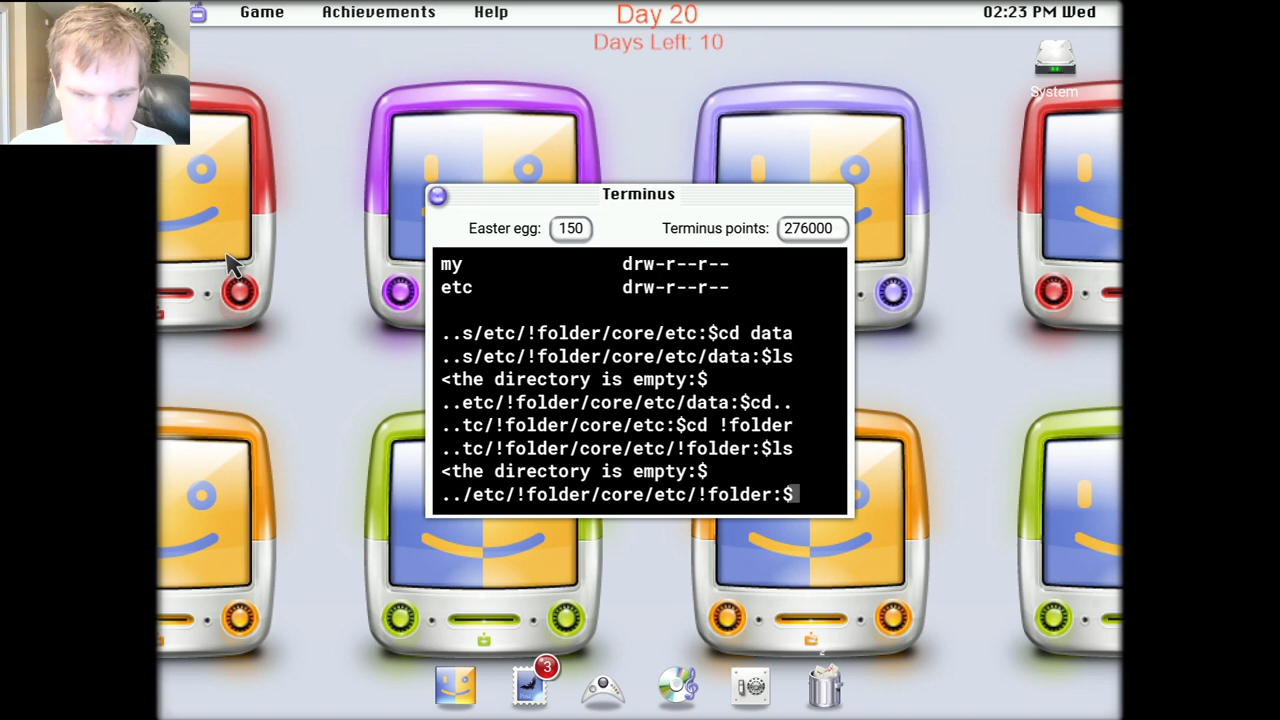 Game Achievements Help
Day 20
Days Left: 10
02:23 PM Wed
System
Terminus
Easter egg: 150 Terminus points: 276000
my drw-r--r--
etc drw-r--r--
..s/etc/!folder/core/etc:$cd data
..s/etc/!folder/core/etc/data:$ls
<the directory is empty:$
..etc/!folder/core/etc/data:$cd..
..tc/!folder/core/etc:$cd !folder
..tc/!folder/core/etc/!folder:$ls
<the directory is empty:$
../etc/!folder/core/etc/!folder:$
3